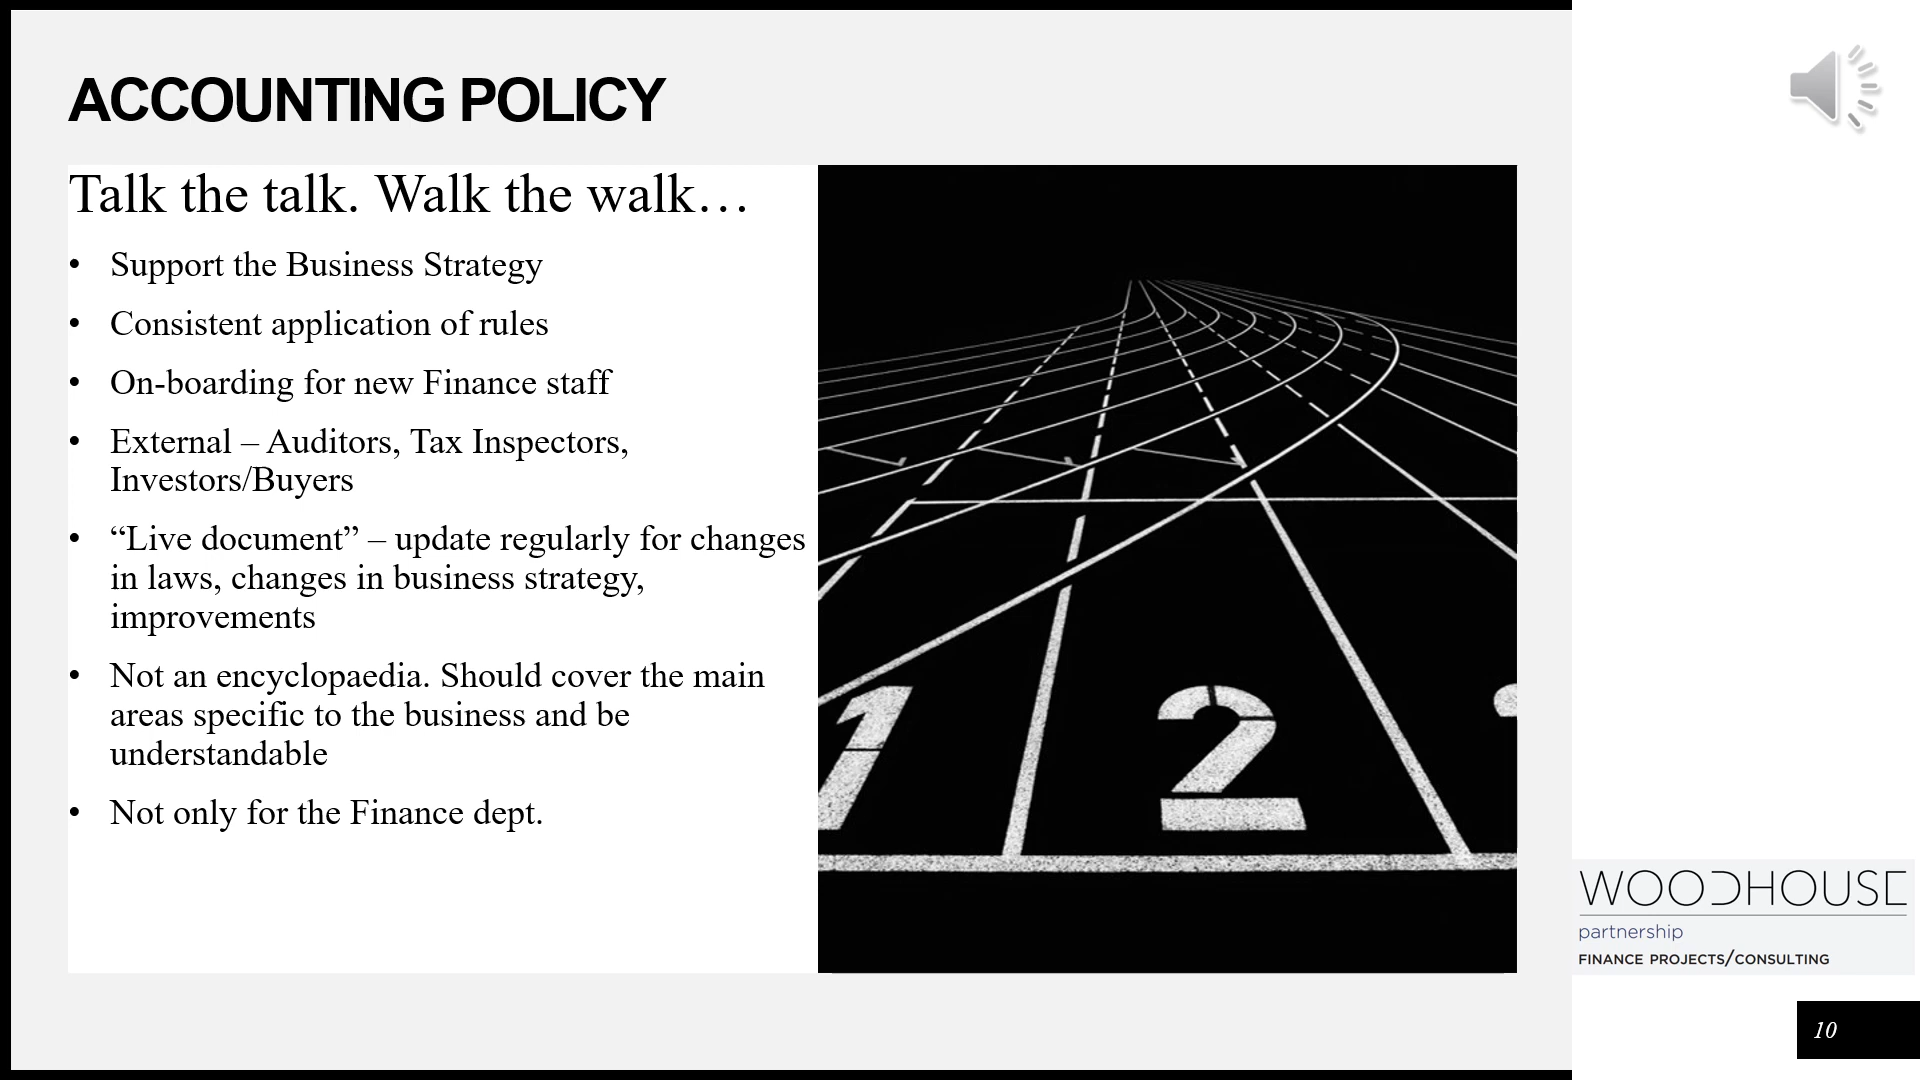 ACCOUNTING POLICY
Talk the talk. Walk the walk…
• Support the Business Strategy
• Consistent application of rules
• On-boarding for new Finance staff
• External – Auditors, Tax Inspectors,
Investors/Buyers
• “Live document” – update regularly for changes
in laws, changes in business strategy,
improvements
• Not an encyclopaedia. Should cover the main
areas specific to the business and be
understandable
• Not only for the Finance dept.
1 2
WOODHOUSE
partnership
FINANCE PROJECTS/CONSULTING
10